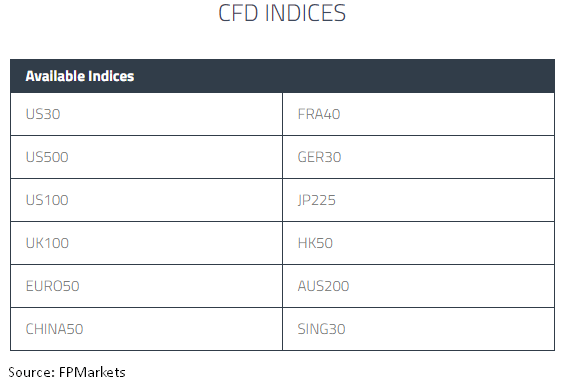 CFD INDICES
Available Indices
US30 FRA40
US500 GER30
US100 JP225
UK100 HK50
EURO50 AUS200
CHINA50 SING30
Source: FPMarkets